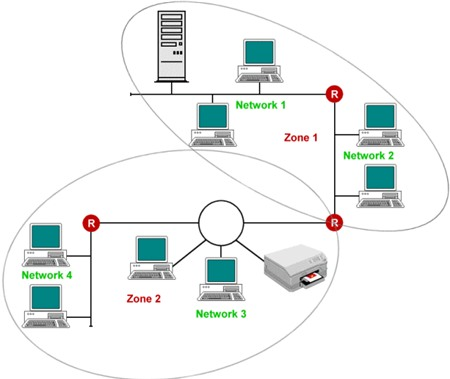 Network 1
R
Zone 1
Network 2
R
R
Network 4
Zone 2
Network 3